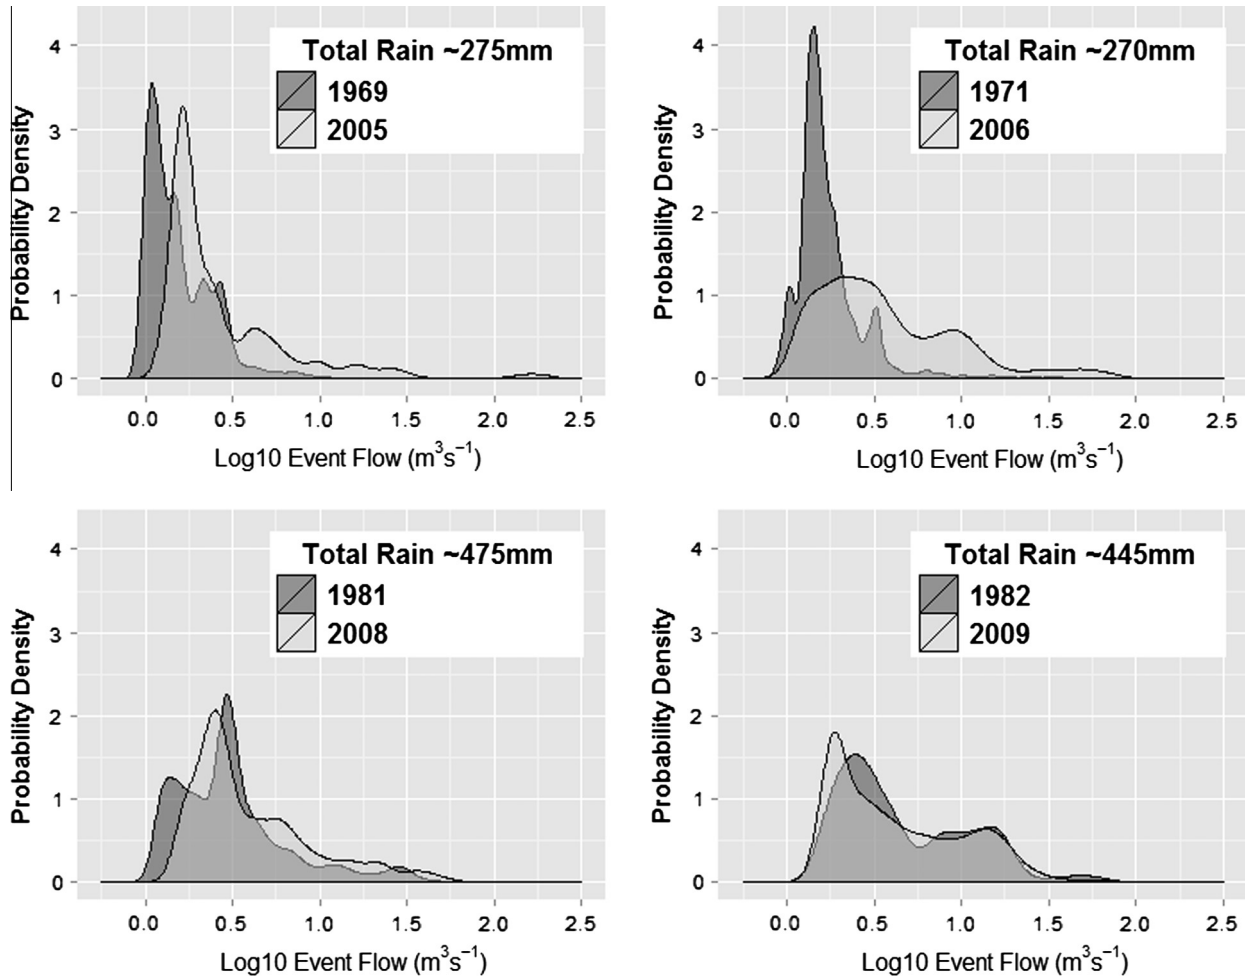 Total Rain ~275mm
1969
2005
4
3
2
1
0
Probability Density
0.0 0.5 1.0 1.5 2.0 2.5
Log10 Event Flow (m³s⁻¹)
Total Rain ~270mm
1971
2006
4
3
2
1
0
Probability Density
0.0 0.5 1.0 1.5 2.0 2.5
Log10 Event Flow (m³s⁻¹)
Total Rain ~475mm
1981
2008
4
3
2
1
0
Probability Density
0.0 0.5 1.0 1.5 2.0 2.5
Log10 Event Flow (m³s⁻¹)
Total Rain ~445mm
1982
2009
4
3
2
1
0
Probability Density
0.0 0.5 1.0 1.5 2.0 2.5
Log10 Event Flow (m³s⁻¹)